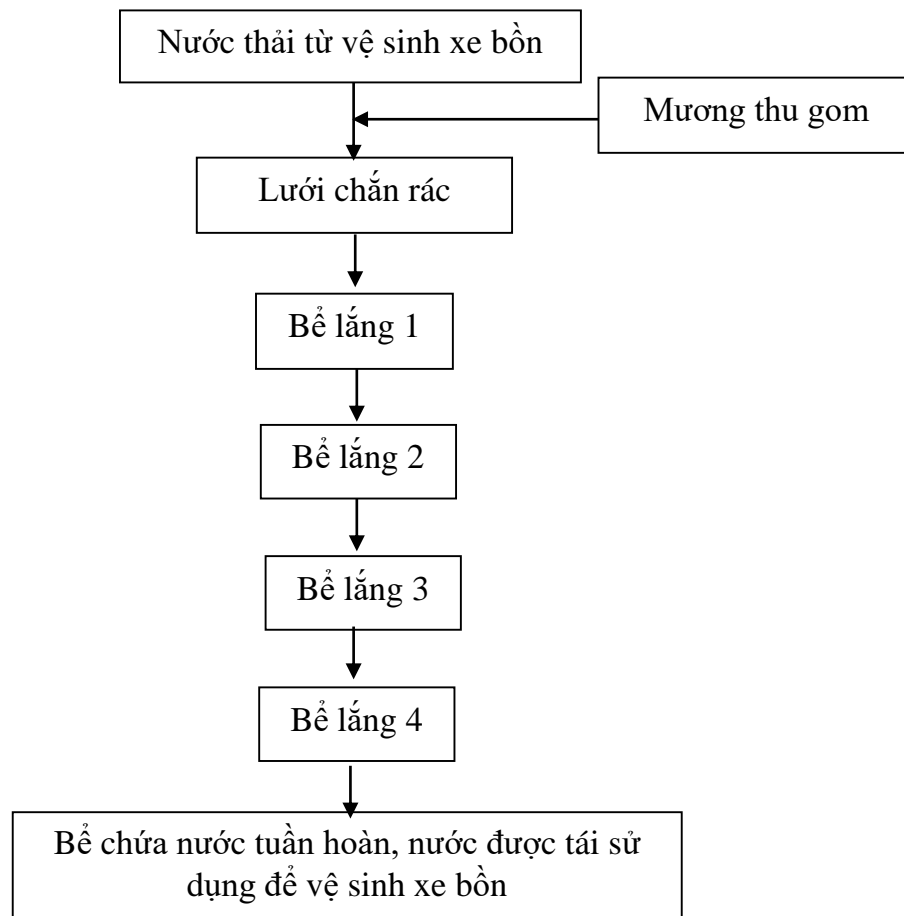 Nước thải từ vệ sinh xe bồn
Mương thu gom
Lưới chắn rác
Bể lắng 1
Bể lắng 2
Bể lắng 3
Bể lắng 4
Bể chứa nước tuần hoàn, nước được tái sử
dụng để vệ sinh xe bồn